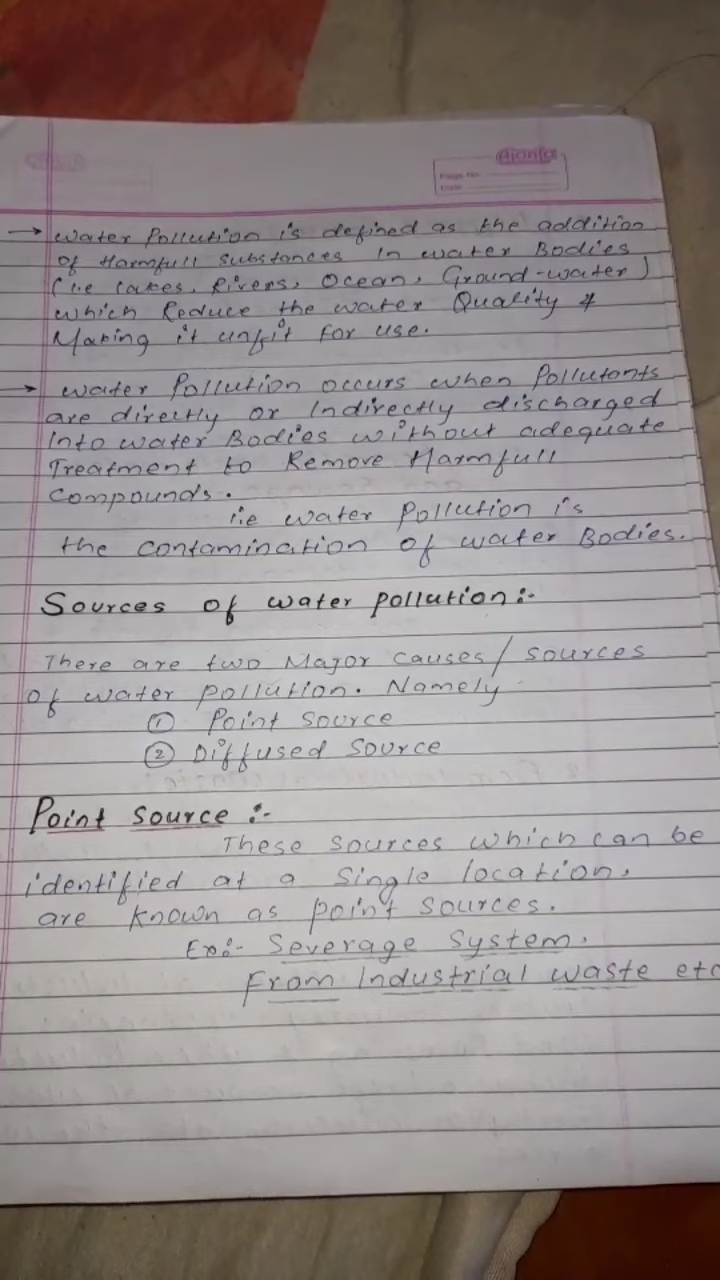 Ajanta
Page No.
Date
→ Water Pollution is defined as the addition
of Harmfull substances In water Bodies
(i.e Lakes, Rivers, Ocean, Ground-water)
which Reduce the water Quality &
Making it unfit for use.
→ Water Pollution occurs when Pollutants
are directly or Indirectly discharged
Into water Bodies without adequate
Treatment to Remove Harmfull
Compounds.
i.e water Pollution is
the contamination of water Bodies.
Sources of water pollution:-
There are two Major causes/sources
of water pollution. Namely
① Point Source
② Diffused Source
Point Source :-
These sources which can be
identified at a Single location,
are known as point sources.
Ex:- Severage System.
From Industrial waste etc